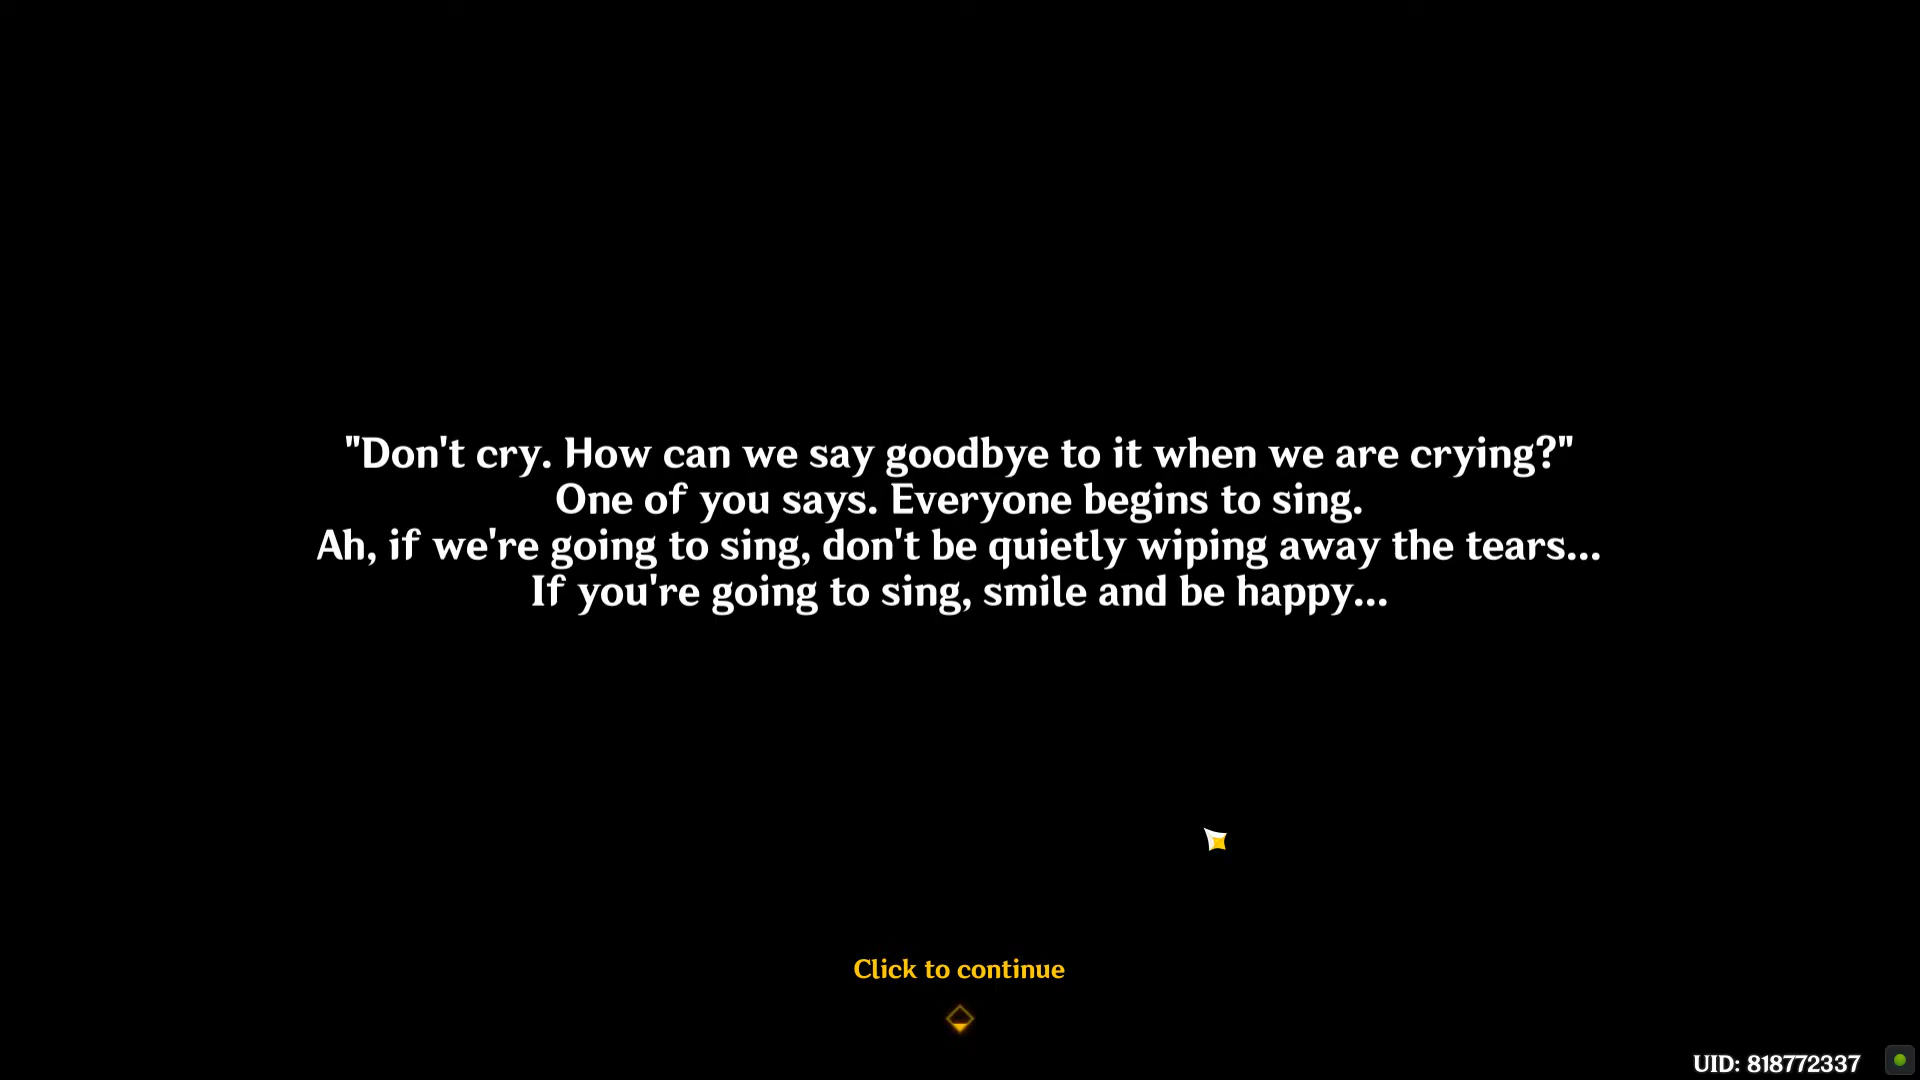 "Don't cry. How can we say goodbye to it when we are crying?"
One of you says. Everyone begins to sing.
Ah, if we're going to sing, don't be quietly wiping away the tears...
If you're going to sing, smile and be happy...
Click to continue
UID: 818772337